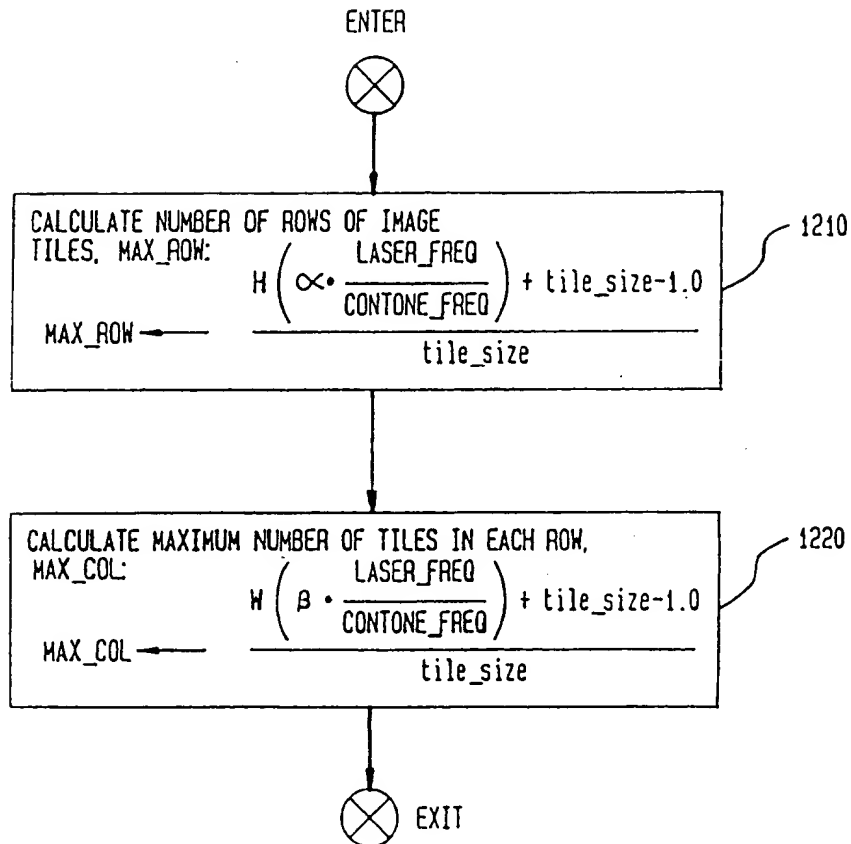 ENTER
CALCULATE NUMBER OF ROWS OF IMAGE
TILES, MAX_ROW:
MAX_ROW ← H(∝• LASER_FREQ / CONTONE_FREQ) + tile_size-1.0 / tile_size
1210
CALCULATE MAXIMUM NUMBER OF TILES IN EACH ROW,
MAX_COL:
MAX_COL ← W(β • LASER_FREQ / CONTONE_FREQ) + tile_size-1.0 / tile_size
1220
EXIT